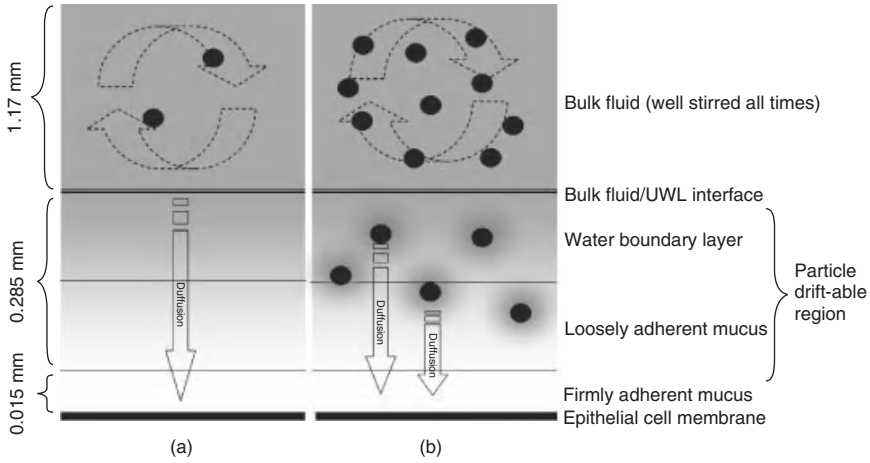 1.17 mm
0.285 mm
0.015 mm
Duffusion
Duffusion
Duffusion
Bulk fluid (well stirred all times)
Bulk fluid/UWL interface
Water boundary layer
Loosely adherent mucus
Firmly adherent mucus
Epithelial cell membrane
Particle
drift-able
region
(a)
(b)